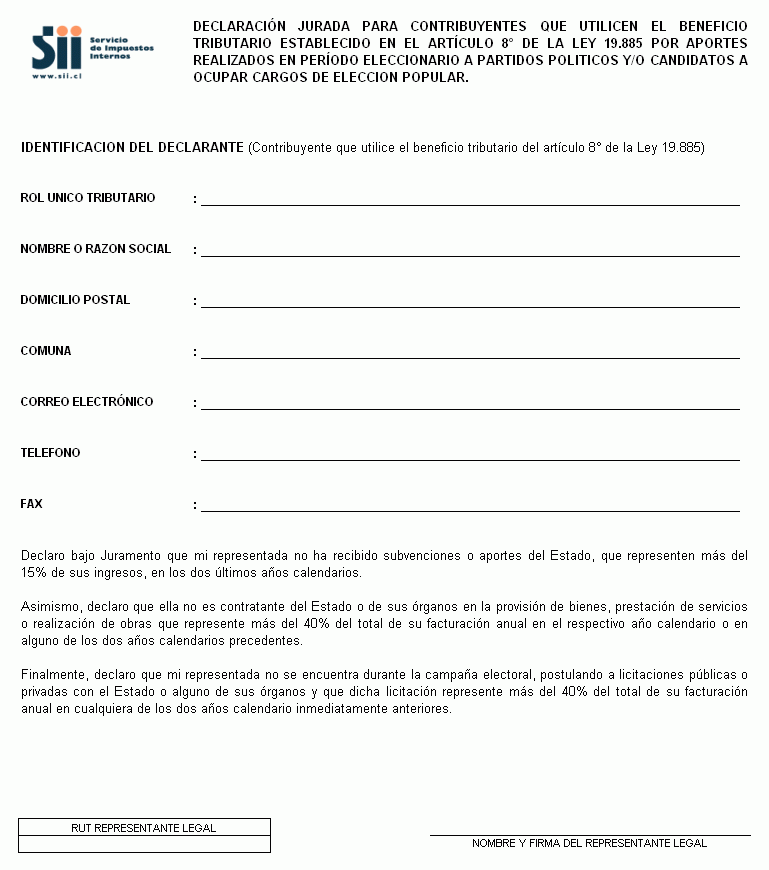 Sii Servicio
de Impuestos
Internos
www.sii.cl
DECLARACIÓN JURADA PARA CONTRIBUYENTES QUE UTILICEN EL BENEFICIO
TRIBUTARIO ESTABLECIDO EN EL ARTÍCULO 8° DE LA LEY 19.885 POR APORTES
REALIZADOS EN PERÍODO ELECCIONARIO A PARTIDOS POLITICOS Y/O CANDIDATOS A
OCUPAR CARGOS DE ELECCION POPULAR.
IDENTIFICACION DEL DECLARANTE (Contribuyente que utilice el beneficio tributario del artículo 8° de la Ley 19.885)
ROL UNICO TRIBUTARIO :
NOMBRE O RAZON SOCIAL :
DOMICILIO POSTAL :
COMUNA :
CORREO ELECTRÓNICO :
TELEFONO :
FAX :
Declaro bajo Juramento que mi representada no ha recibido subvenciones o aportes del Estado, que representen más del
15% de sus ingresos, en los dos últimos años calendarios.
Asimismo, declaro que ella no es contratante del Estado o de sus órganos en la provisión de bienes, prestación de servicios
o realización de obras que represente más del 40% del total de su facturación anual en el respectivo año calendario o en
alguno de los dos años calendarios precedentes.
Finalmente, declaro que mi representada no se encuentra durante la campaña electoral, postulando a licitaciones públicas o
privadas con el Estado o alguno de sus órganos y que dicha licitación represente más del 40% del total de su facturación
anual en cualquiera de los dos años calendario inmediatamente anteriores.
RUT REPRESENTANTE LEGAL
NOMBRE Y FIRMA DEL REPRESENTANTE LEGAL